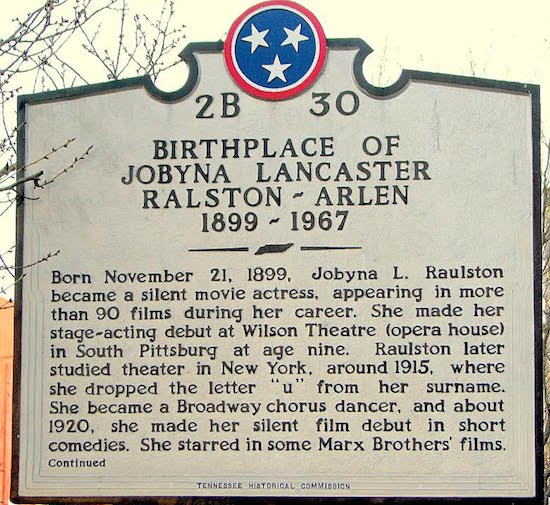 2B 30
BIRTHPLACE OF
JOBYNA LANCASTER
RALSTON - ARLEN
1899 - 1967
Born November 21, 1899, Jobyna L. Raulston
became a silent movie actress, appearing in more
than 90 films during her career. She made her
stage-acting debut at Wilson Theatre (opera house)
in South Pittsburg at age nine. Raulston later
studied theater in New York, around 1915, where
she dropped the letter "u" from her surname.
She became a Broadway chorus dancer, and about
1920, she made her silent film debut in short
comedies. She starred in some Marx Brothers' films.
Continued
TENNESSEE HISTORICAL COMMISSION